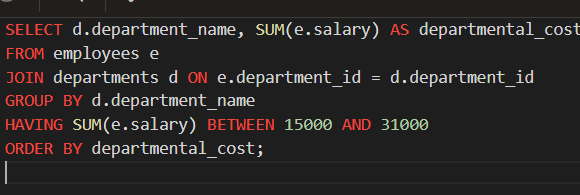 SELECT d.department_name, SUM(e.salary) AS departmental_cost
FROM employees e
JOIN departments d ON e.department_id = d.department_id
GROUP BY d.department_name
HAVING SUM(e.salary) BETWEEN 15000 AND 31000
ORDER BY departmental_cost;